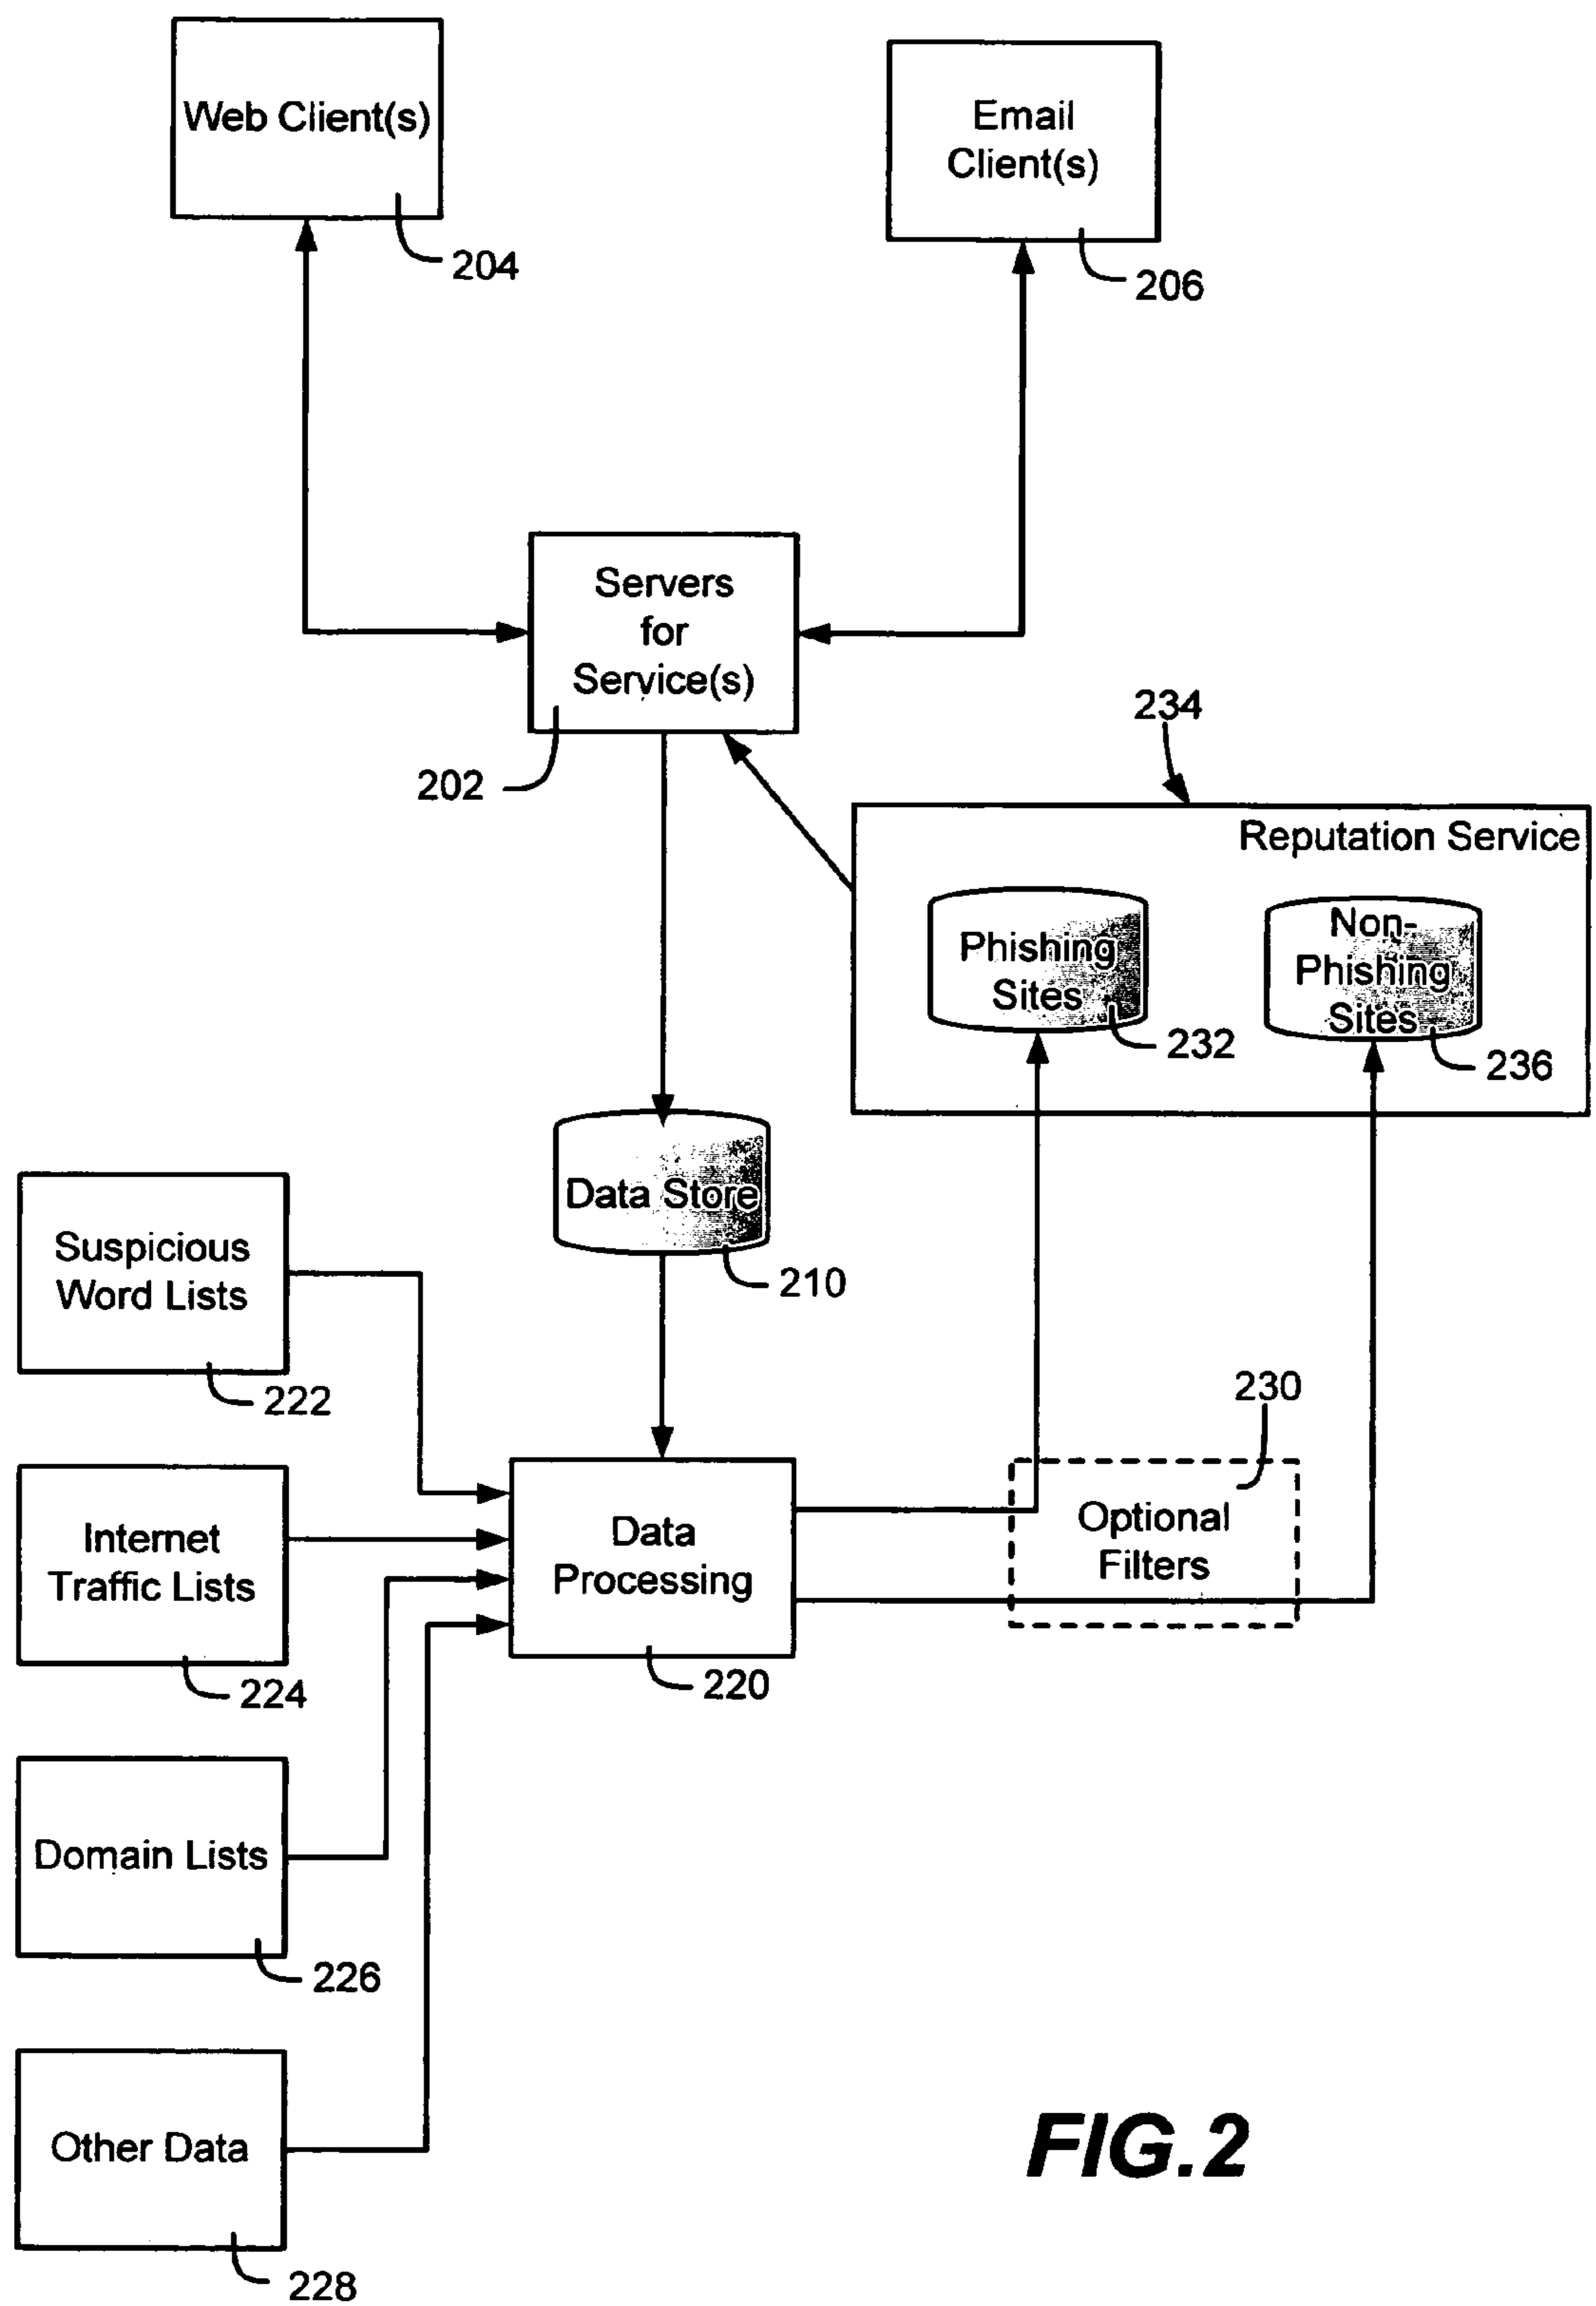 Web Client(s)
204
Email
Client(s)
206
Servers
for
Service(s)
202
234
Reputation Service
Phishing
Sites
232
Non-
Phishing
Sites
236
Data Store
210
Suspicious
Word Lists
222
Internet
Traffic Lists
224
Domain Lists
226
Other Data
228
Data
Processing
220
230
Optional
Filters
FIG.2